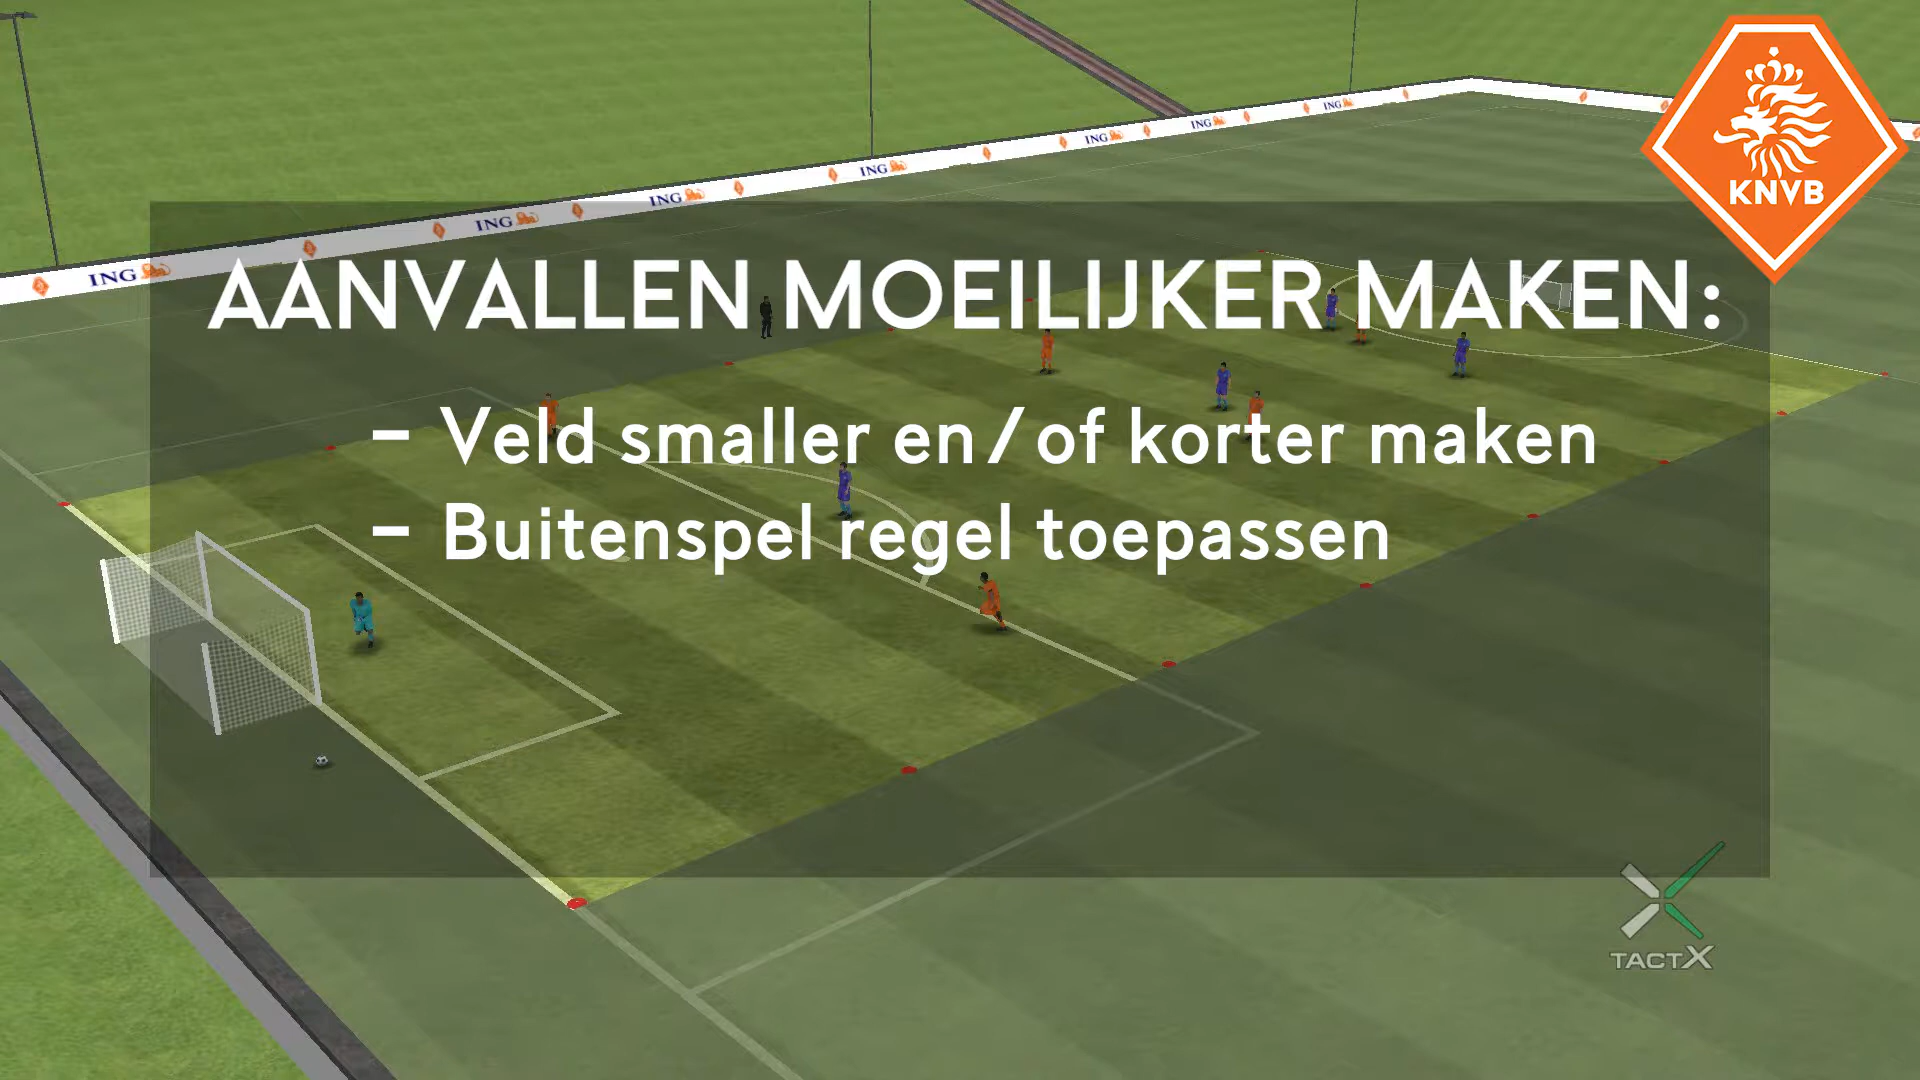 KNVB
ING
ING
ING
ING
ING
ING
ING
AANVALLEN MOEILIJKER MAKEN:
- Veld smaller en/of korter maken
- Buitenspel regel toepassen
TACTX